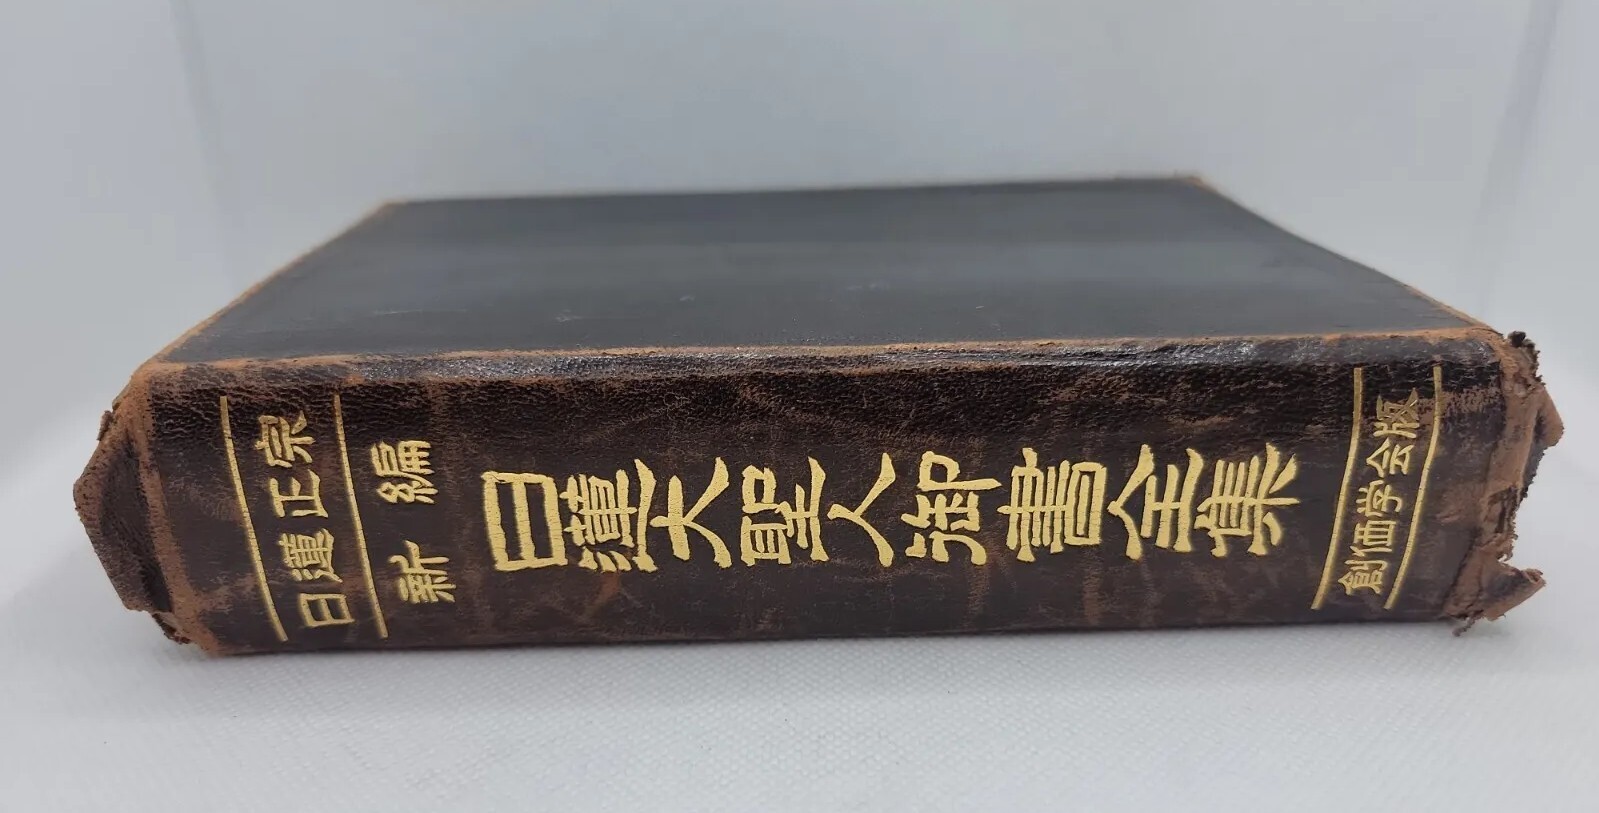 日蓮正宗
新編
日蓮大聖人御書全集
創価学会版